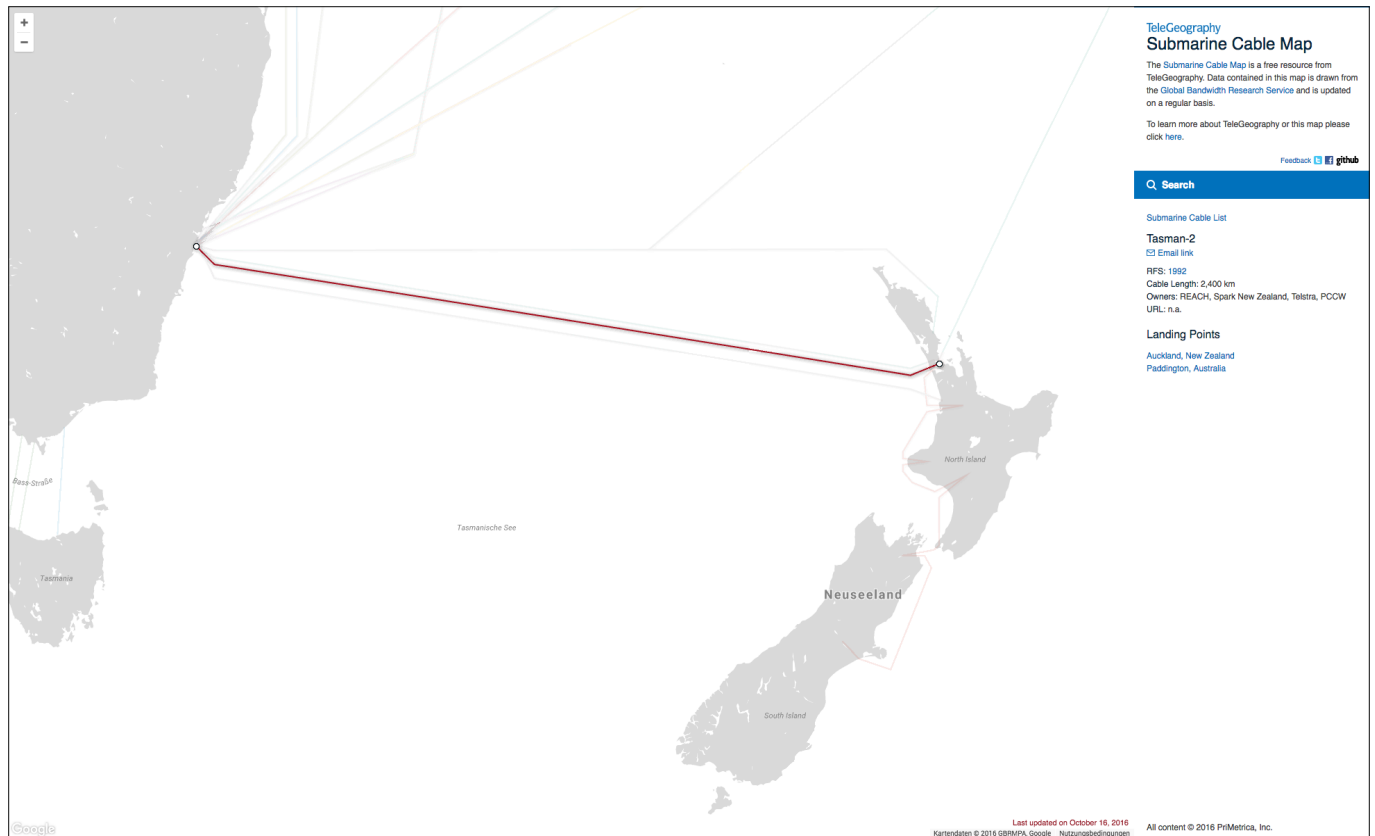 +
−
Bass-Straße
Tasmania
Tasmanische See
North Island
Neuseeland
South Island
Google
Last updated on October 16, 2016
Kartendaten © 2016 GBRMPA, Google Nutzungsbedingungen
TeleGeography
Submarine Cable Map
The Submarine Cable Map is a free resource from
TeleGeography. Data contained in this map is drawn from
the Global Bandwidth Research Service and is updated
on a regular basis.
To learn more about TeleGeography or this map please
click here.
Feedback github
Search
Submarine Cable List
Tasman-2
Email link
RFS: 1992
Cable Length: 2,400 km
Owners: REACH, Spark New Zealand, Telstra, PCCW
URL: n.a.
Landing Points
Auckland, New Zealand
Paddington, Australia
All content © 2016 PriMetrica, Inc.